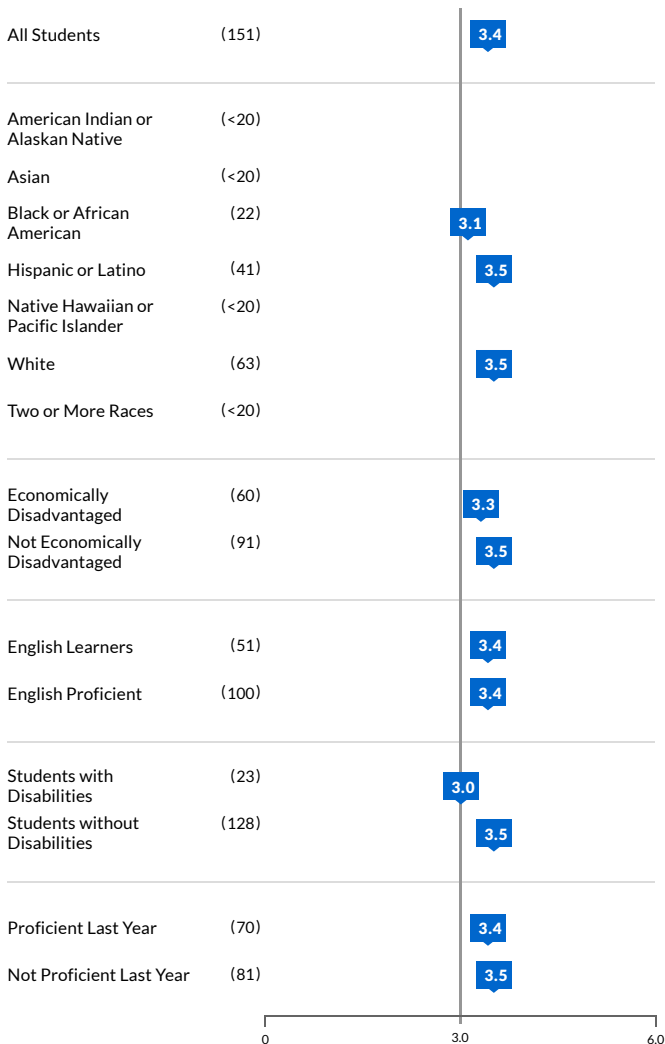 All Students (151) 3.4
American Indian or (<20)
Alaskan Native
Asian (<20)
Black or African (22) 3.1
American
Hispanic or Latino (41) 3.5
Native Hawaiian or (<20)
Pacific Islander
White (63) 3.5
Two or More Races (<20)
Economically (60) 3.3
Disadvantaged
Not Economically (91) 3.5
Disadvantaged
English Learners (51) 3.4
English Proficient (100) 3.4
Students with (23) 3.0
Disabilities
Students without (128) 3.5
Disabilities
Proficient Last Year (70) 3.4
Not Proficient Last Year (81) 3.5
0 3.0 6.0